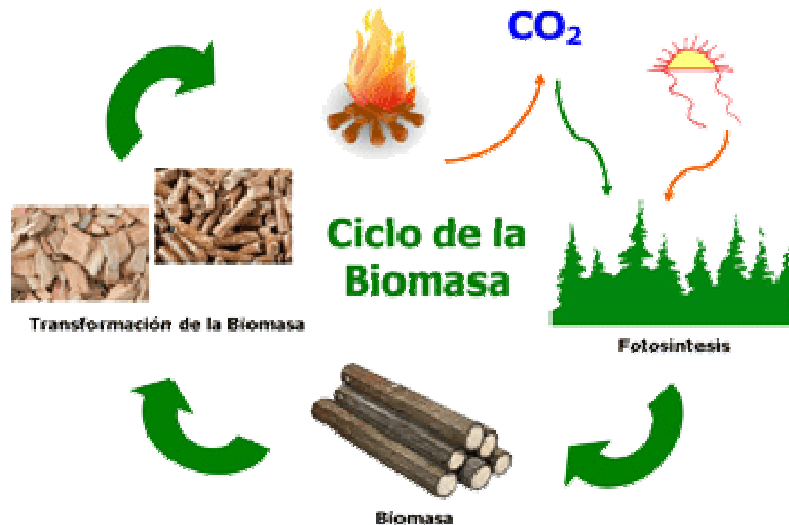 CO₂
Ciclo de la
Biomasa
Transformación de la Biomasa
Fotosintesis
Biomasa